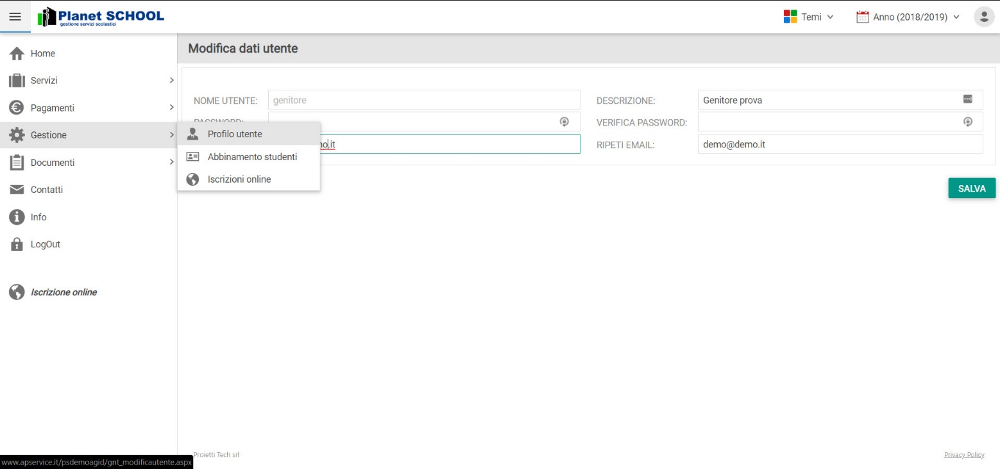 Planet SCHOOL
gestione servizi scolastici
Temi
Anno (2018/2019)
Home
Servizi
Pagamenti
Gestione
Documenti
Contatti
Info
LogOut
Iscrizione online
Modifica dati utente
NOME UTENTE: genitore
DESCRIZIONE: Genitore prova
PASSWORD:
VERIFICA PASSWORD:
no.it
RIPETI EMAIL: demo@demo.it
Profilo utente
Abbinamento studenti
Iscrizioni online
SALVA
Proietti Tech srl
Privacy Policy
www.apservice.it/psdemoagid/gnt_modificautente.aspx